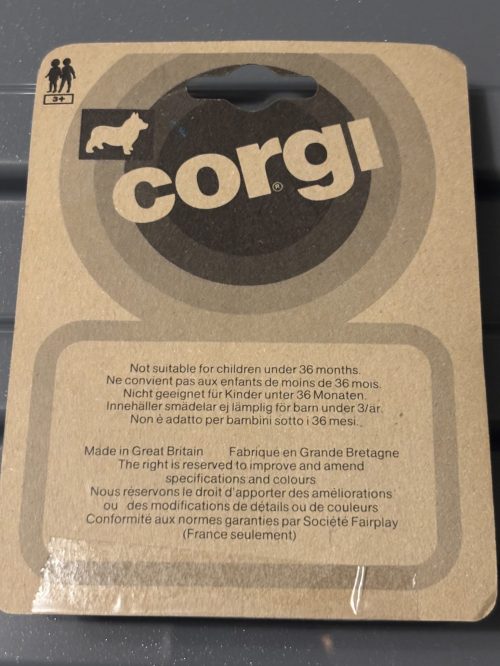 3+
corgi
®
Not suitable for children under 36 months.
Ne convient pas aux enfants de moins de 36 mois.
Nicht geeignet für Kinder unter 36 Monaten.
Innehåller smådelar ej lämplig för barn under 3/ar.
Non è adatto per bambini sotto i 36 mesi.
Made in Great Britain Fabriqué en Grande Bretagne
The right is reserved to improve and amend
specifications and colours
Nous réservons le droit d'apporter des améliorations
ou des modifications de détails ou de couleurs
Conformité aux normes garanties par Société Fairplay
(France seulement)